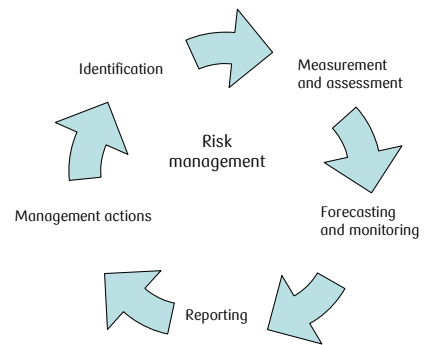 Identification
Measurement
and assessment
Risk
management
Forecasting
and monitoring
Management actions
Reporting